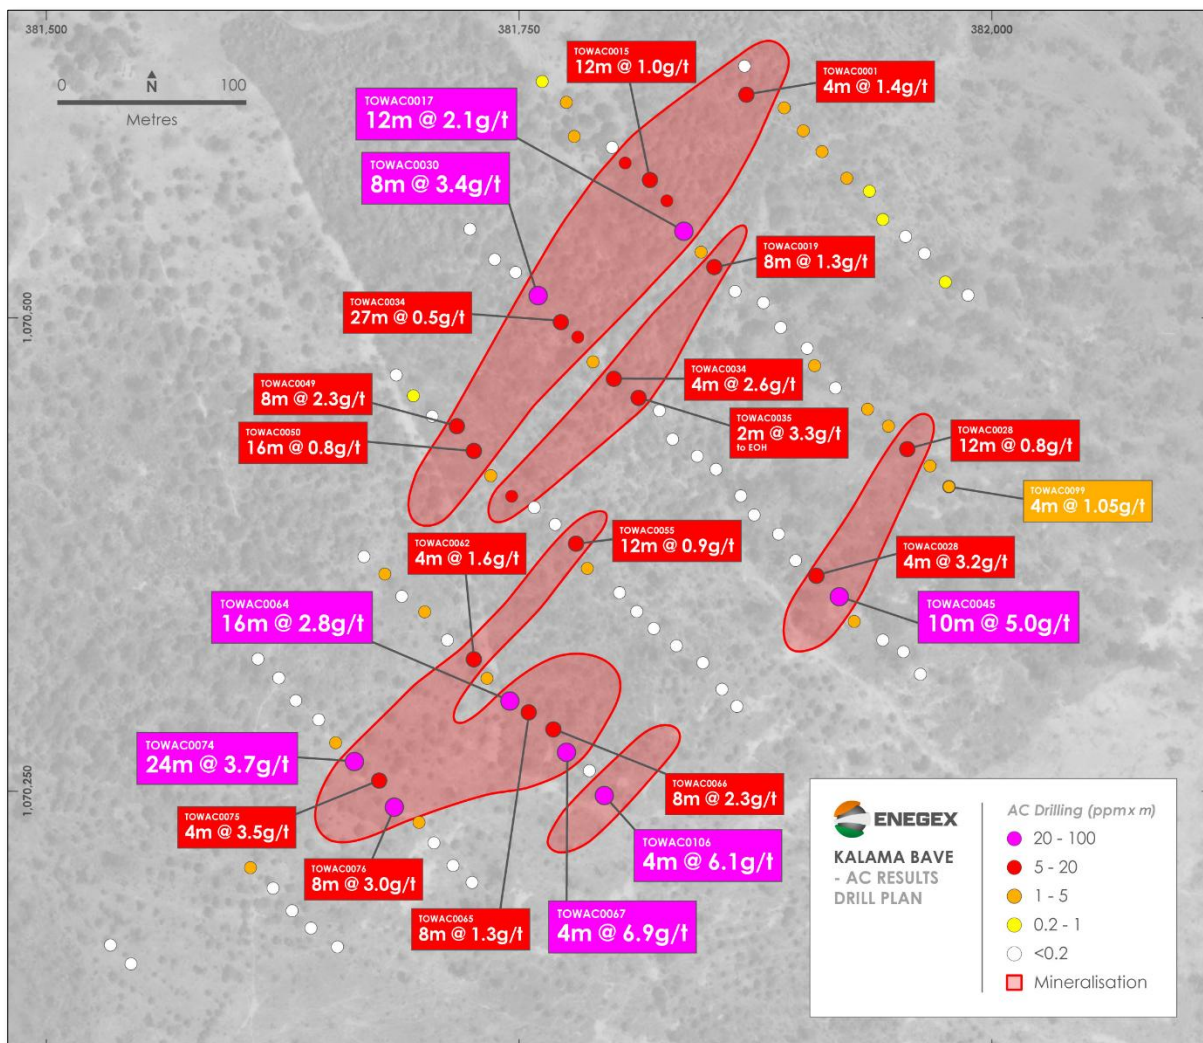 381,500
381,750
382,000
0
N
100
Metres
TOWAC0015
12m @ 1.0g/t
TOWAC0001
4m @ 1.4g/t
TOWAC0017
12m @ 2.1g/t
TOWAC0030
8m @ 3.4g/t
TOWAC0019
8m @ 1.3g/t
1,070,500
TOWAC0034
27m @ 0.5g/t
TOWAC0034
4m @ 2.6g/t
TOWAC0049
8m @ 2.3g/t
TOWAC0035
2m @ 3.3g/t
to EOH
TOWAC0050
16m @ 0.8g/t
TOWAC0028
12m @ 0.8g/t
TOWAC0099
4m @ 1.05g/t
TOWAC0055
12m @ 0.9g/t
TOWAC0062
4m @ 1.6g/t
TOWAC0028
4m @ 3.2g/t
TOWAC0064
16m @ 2.8g/t
TOWAC0045
10m @ 5.0g/t
TOWAC0074
24m @ 3.7g/t
1,070,250
TOWAC0066
8m @ 2.3g/t
TOWAC0075
4m @ 3.5g/t
TOWAC0106
4m @ 6.1g/t
TOWAC0076
8m @ 3.0g/t
TOWAC0065
8m @ 1.3g/t
TOWAC0067
4m @ 6.9g/t
ENEGEX
KALAMA BAVE
- AC RESULTS
DRILL PLAN
AC Drilling (ppm x m)
20 - 100
5 - 20
1 - 5
0.2 - 1
<0.2
Mineralisation